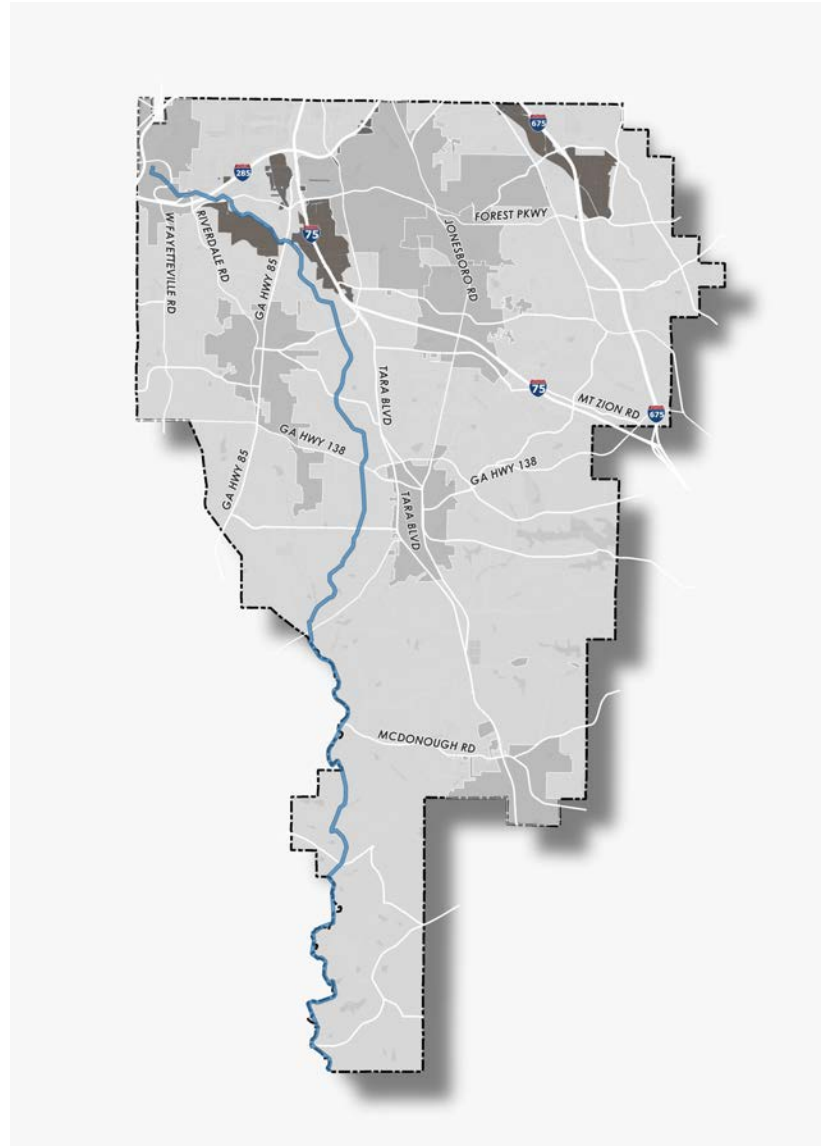 675
285
FOREST PKWY
W FAYETTEVILLE RD
RIVERDALE RD
JONESBORO RD
75
GA HWY 85
TARA BLVD
75
MT ZION RD
675
GA HWY 138
GA HWY 138
GA HWY 85
TARA BLVD
MCDONOUGH RD